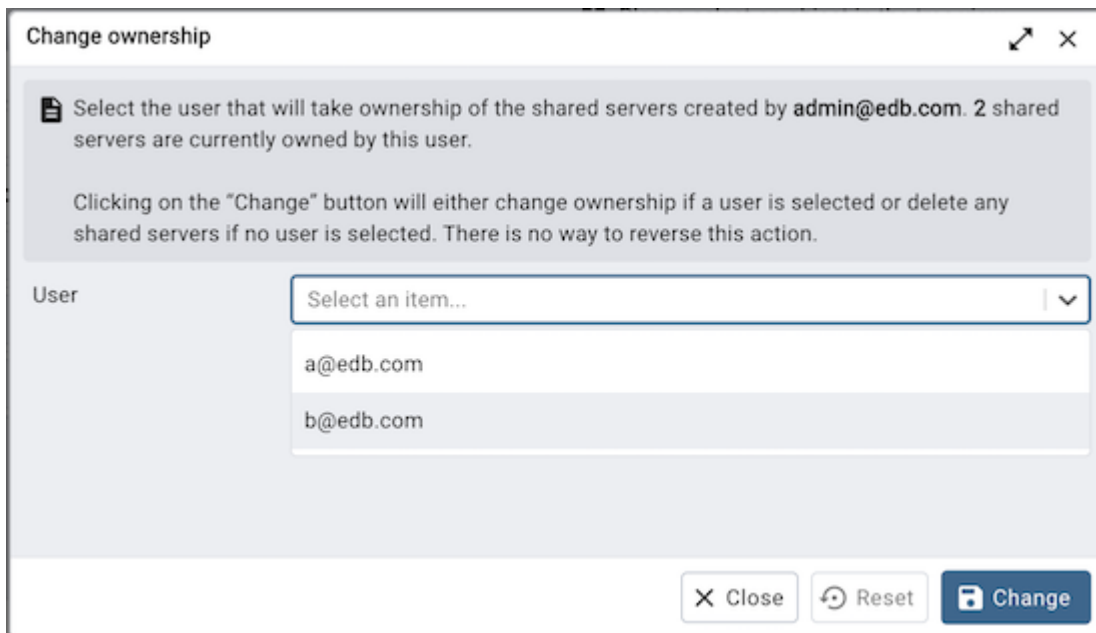 Change ownership
Select the user that will take ownership of the shared servers created by admin@edb.com. 2 shared
servers are currently owned by this user.
Clicking on the “Change” button will either change ownership if a user is selected or delete any
shared servers if no user is selected. There is no way to reverse this action.
User
Select an item...
a@edb.com
b@edb.com
Close
Reset
Change